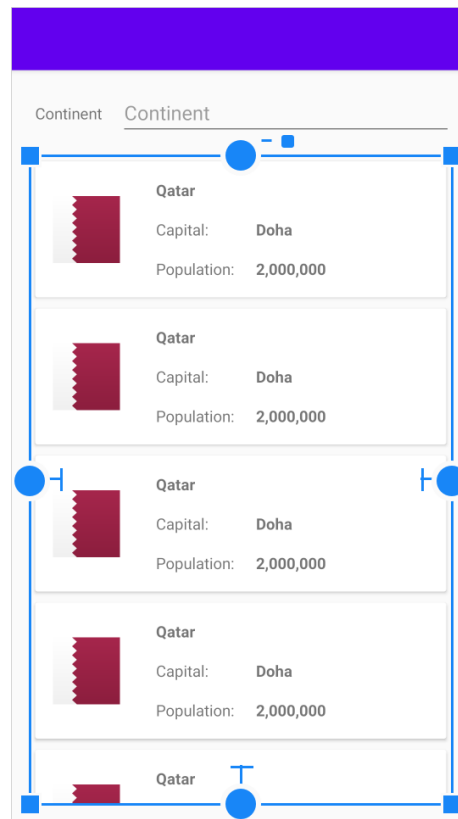 Continent Continent
Qatar
Capital: Doha
Population: 2,000,000
Qatar
Capital: Doha
Population: 2,000,000
Qatar
Capital: Doha
Population: 2,000,000
Qatar
Capital: Doha
Population: 2,000,000
Qatar